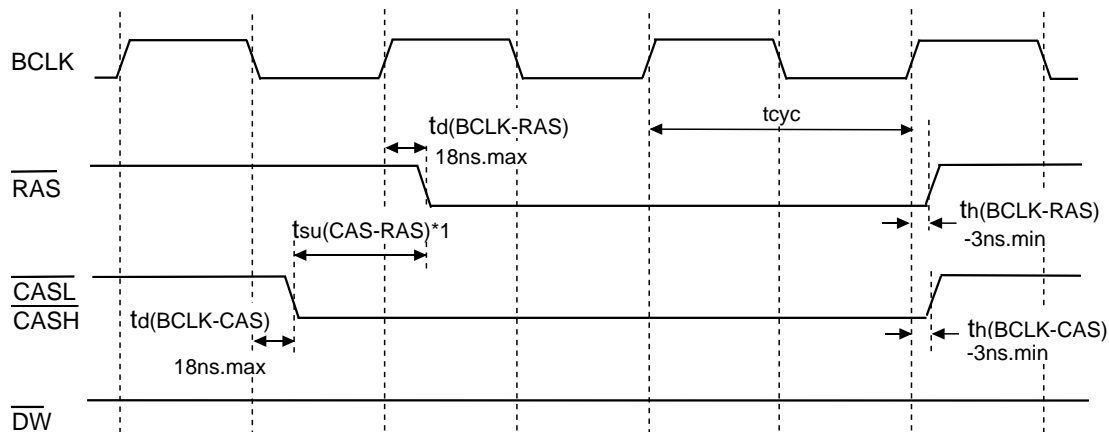 BCLK
td(BCLK-RAS)
18ns.max
tcyc
RAS
th(BCLK-RAS)
-3ns.min
tsu(CAS-RAS)*1
CASL
CASH
td(BCLK-CAS)
18ns.max
th(BCLK-CAS)
-3ns.min
DW